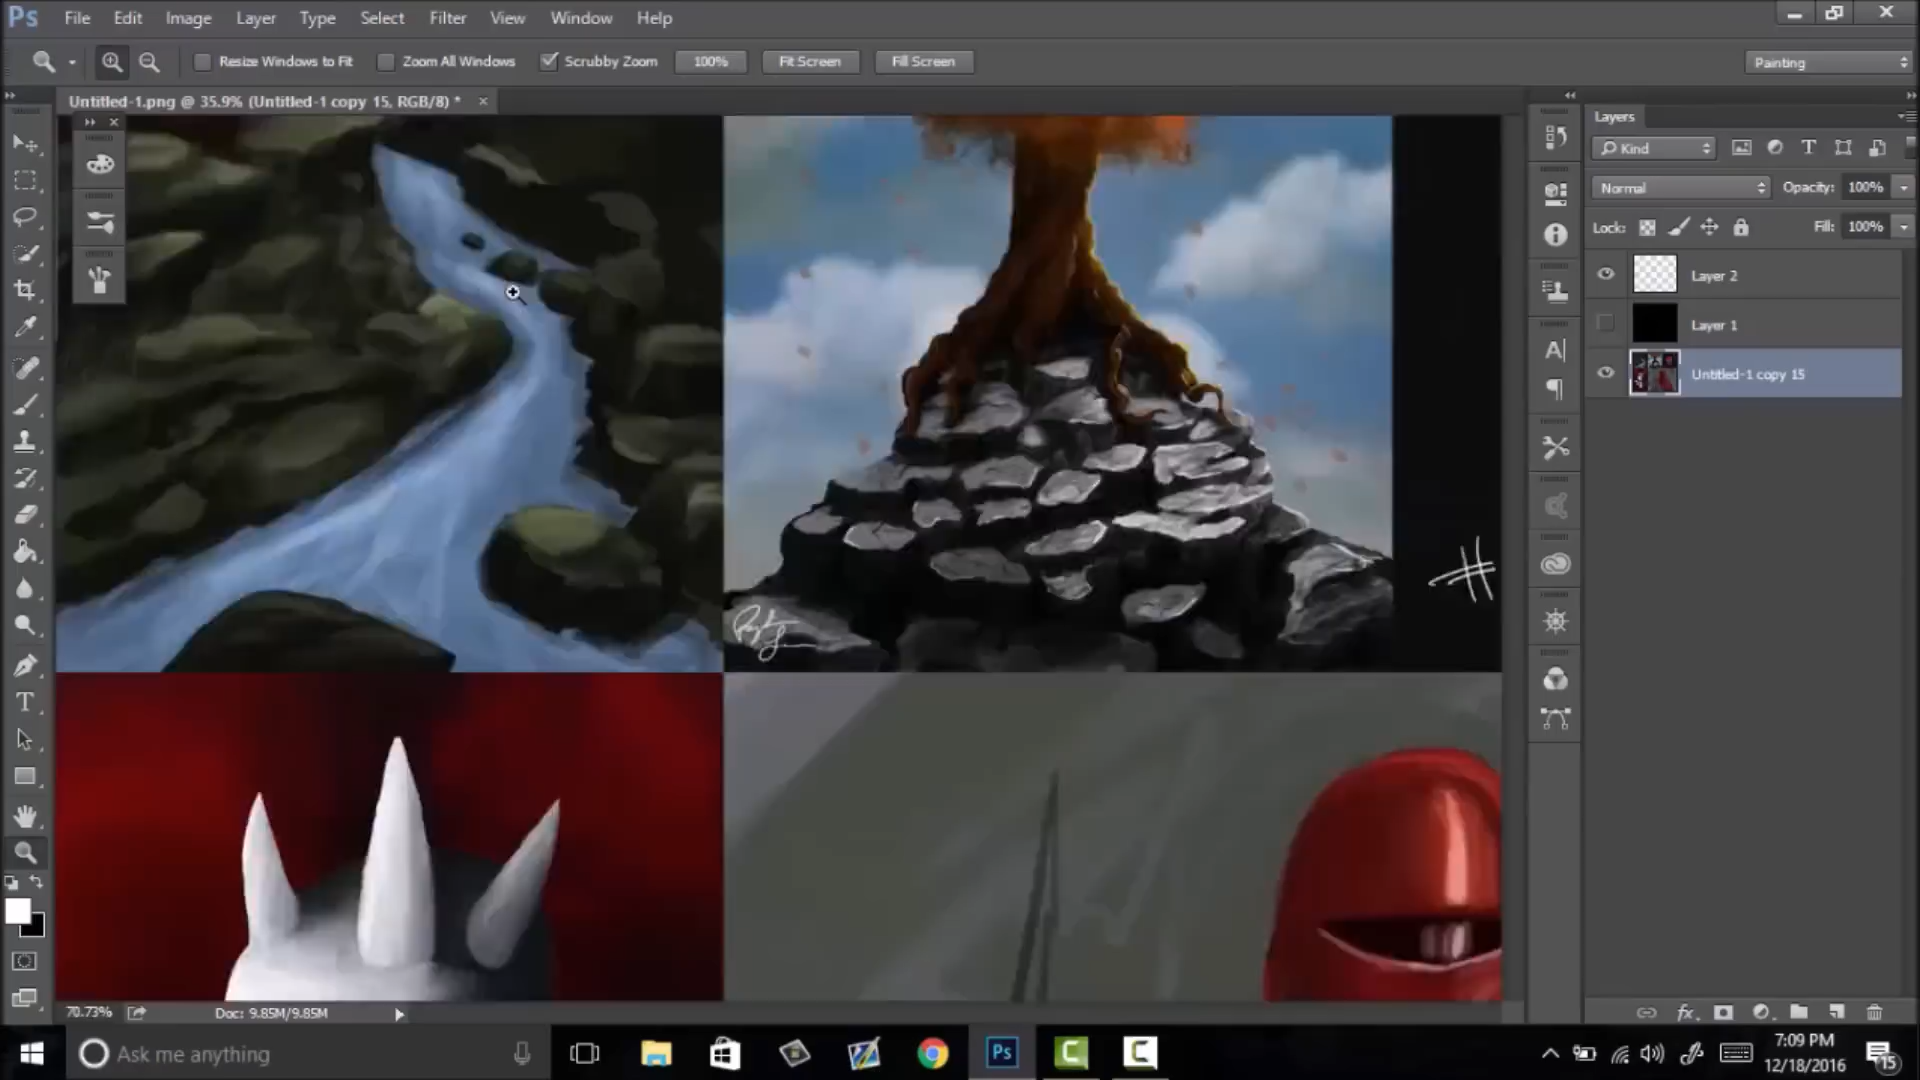 Ps File Edit Image Layer Type Select Filter View Window Help
Resize Windows to Fit Zoom All Windows Scrubby Zoom 100% Fit Screen Fill Screen Painting
Untitled-1.png @ 35.9% (Untitled-1 copy 15, RGB/8) *
Layers
Kind
Normal Opacity: 100%
Lock: Fill: 100%
Layer 2
Layer 1
Untitled-1 copy 15
70.73% Doc: 9.85M/9.85M
Ask me anything
Ps
7:09 PM
12/18/2016
15